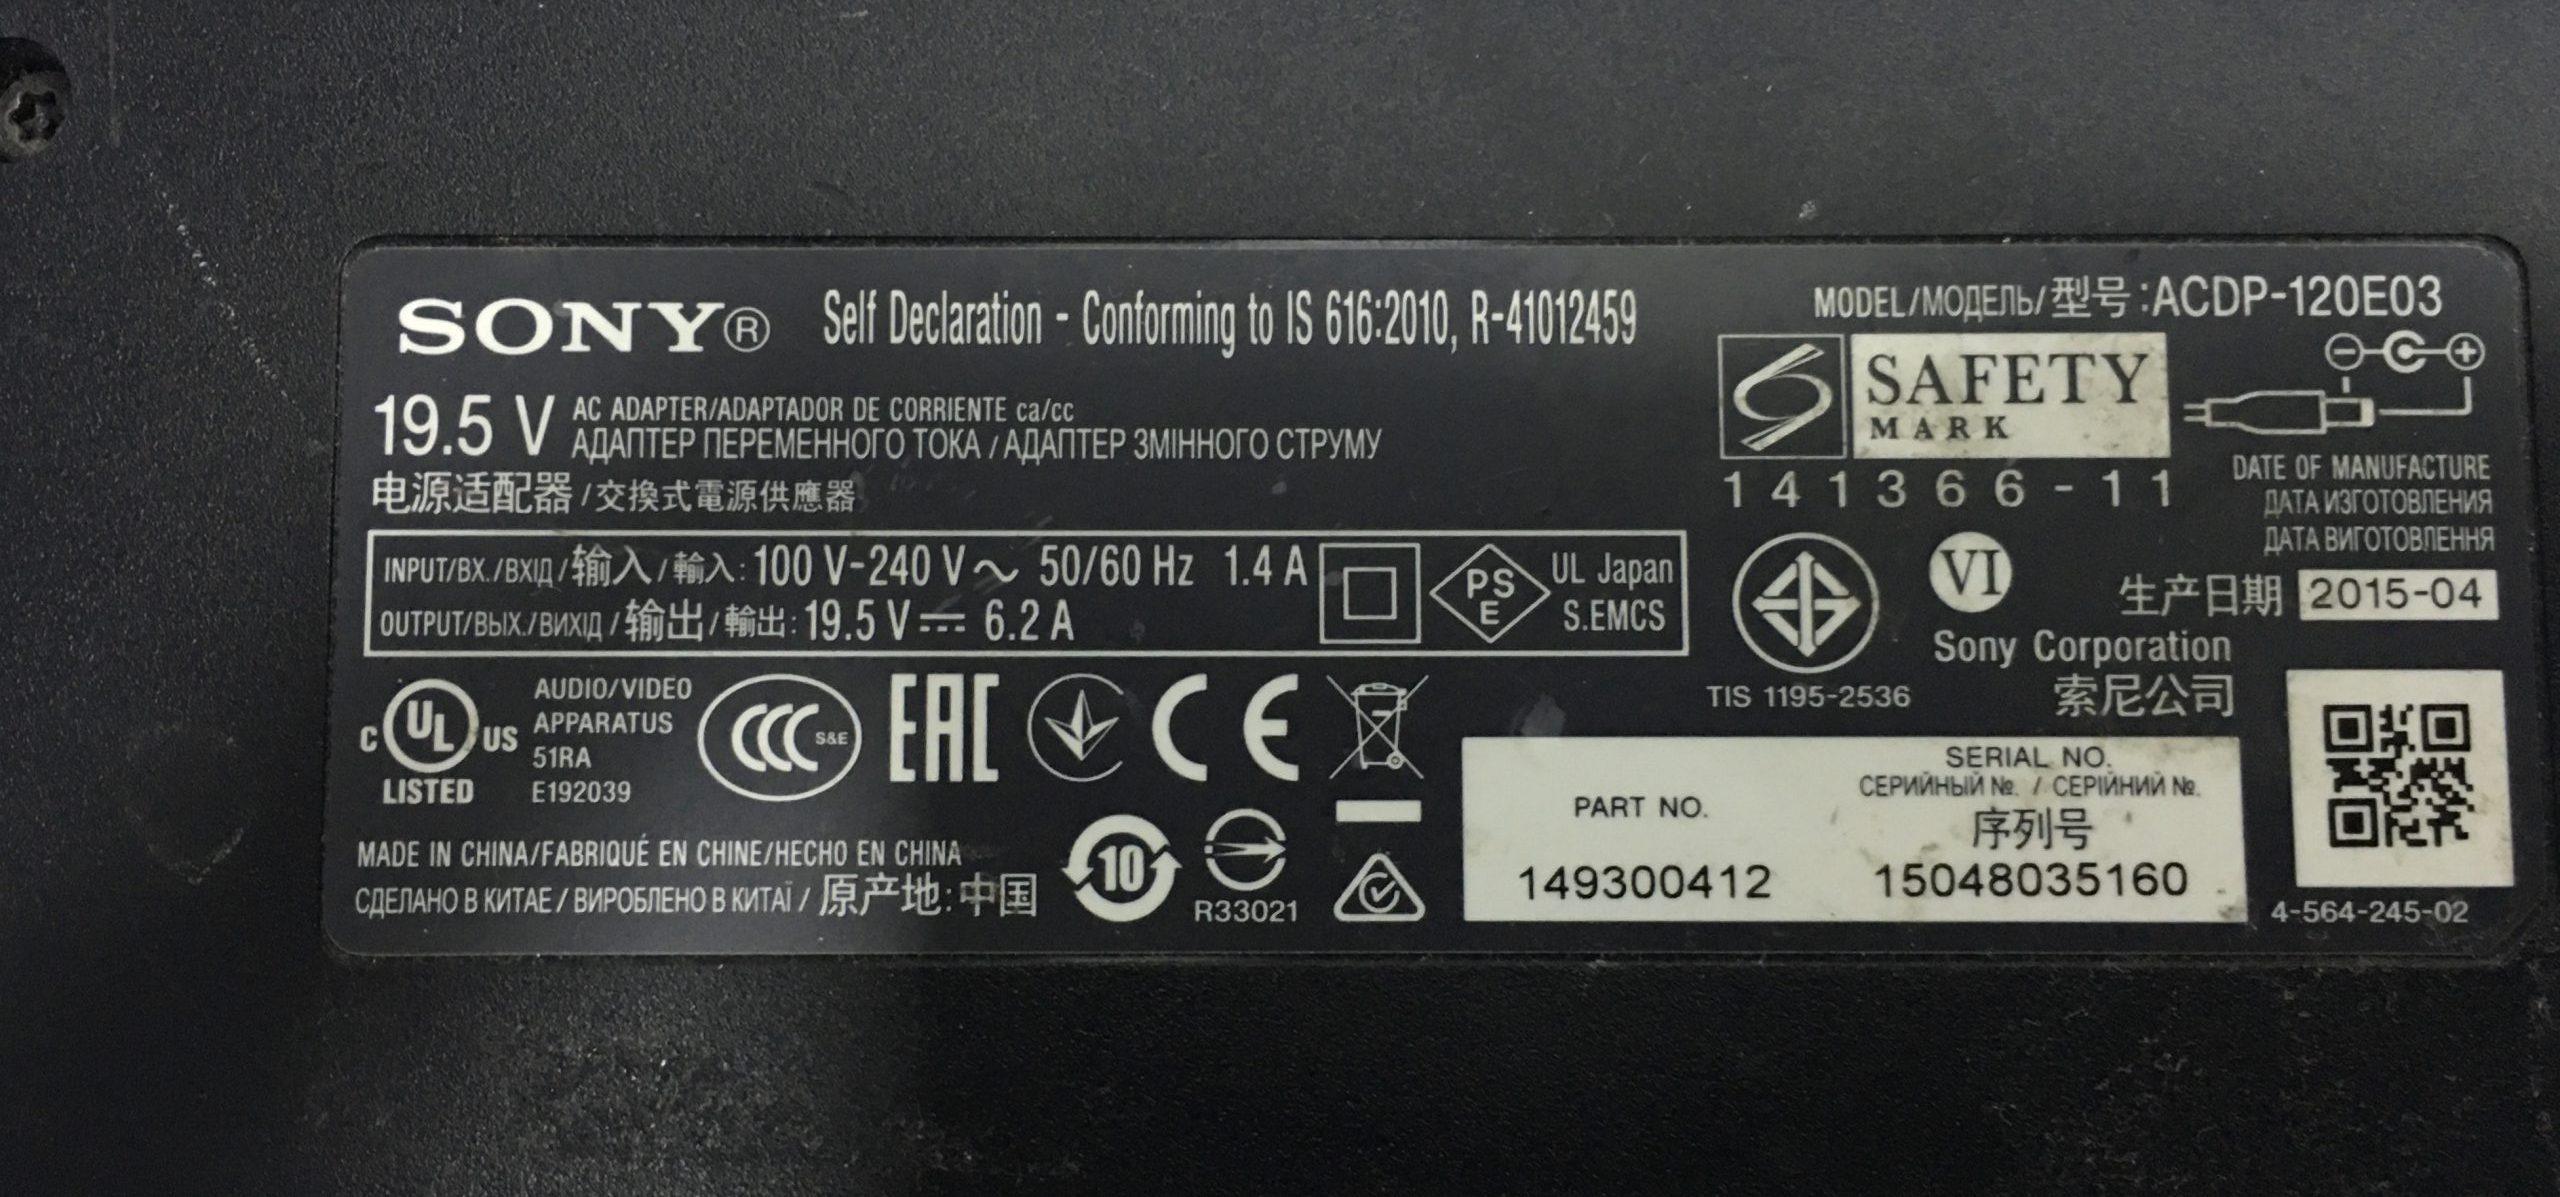 SONY® Self Declaration - Conforming to IS 616:2010, R-41012459
19.5 V AC ADAPTER/ADAPTADOR DE CORRIENTE ca/cc
АДАПТЕР ПЕРЕМЕННОГО ТОКА / АДАПТЕР ЗМІННОГО СТРУМУ
电源适配器 / 交換式電源供應器
INPUT/ВХ./ВХІД / 输入 / 輸入: 100 V-240 V ~ 50/60 Hz 1.4 A
OUTPUT/ВЫХ./ВИХІД / 输出 / 輸出: 19.5 V ⎓ 6.2 A
PS
E
UL Japan
S.EMCS
C UL US
LISTED
AUDIO/VIDEO
APPARATUS
51RA
E192039
CCC S&E
EAC
CE
MADE IN CHINA/FABRIQUÉ EN CHINE/HECHO EN CHINA
СДЕЛАНО В КИТАЕ / ВИРОБЛЕНО В КИТАЇ / 原产地: 中国
10
R33021
MODEL/МОДЕЛЬ/型号:ACDP-120E03
SAFETY
MARK
141366-11
DATE OF MANUFACTURE
ДАТА ИЗГОТОВЛЕНИЯ
ДАТА ВИГОТОВЛЕННЯ
生产日期 2015-04
VI
TIS 1195-2536
Sony Corporation
索尼公司
PART NO.
149300412
SERIAL NO.
СЕРИЙНЫЙ №. / СЕРІЙНИЙ №.
序列号
15048035160
4-564-245-02